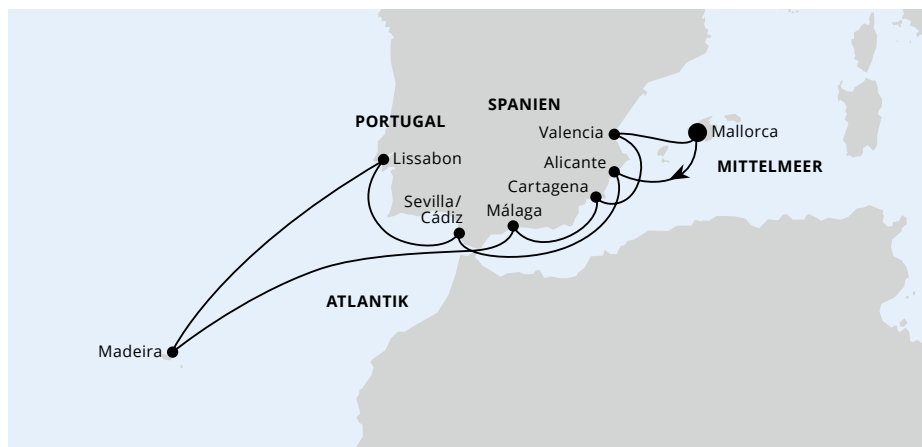 SPANIEN
PORTUGAL
Valencia
Mallorca
Lissabon
Alicante
MITTELMEER
Cartagena
Sevilla/
Cádiz
Málaga
ATLANTIK
Madeira